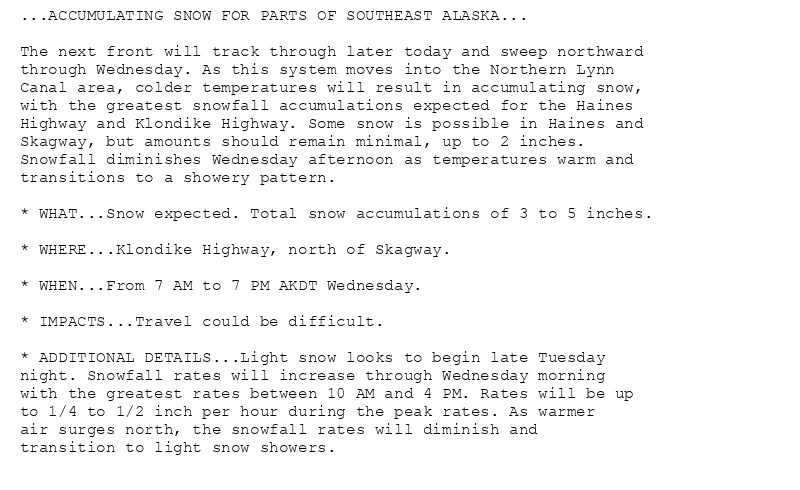 ...ACCUMULATING SNOW FOR PARTS OF SOUTHEAST ALASKA...
The next front will track through later today and sweep northward
through Wednesday. As this system moves into the Northern Lynn
Canal area, colder temperatures will result in accumulating snow,
with the greatest snowfall accumulations expected for the Haines
Highway and Klondike Highway. Some snow is possible in Haines and
Skagway, but amounts should remain minimal, up to 2 inches.
Snowfall diminishes Wednesday afternoon as temperatures warm and
transitions to a showery pattern.
* WHAT...Snow expected. Total snow accumulations of 3 to 5 inches.
* WHERE...Klondike Highway, north of Skagway.
* WHEN...From 7 AM to 7 PM AKDT Wednesday.
* IMPACTS...Travel could be difficult.
* ADDITIONAL DETAILS...Light snow looks to begin late Tuesday
night. Snowfall rates will increase through Wednesday morning
with the greatest rates between 10 AM and 4 PM. Rates will be up
to 1/4 to 1/2 inch per hour during the peak rates. As warmer
air surges north, the snowfall rates will diminish and
transition to light snow showers.